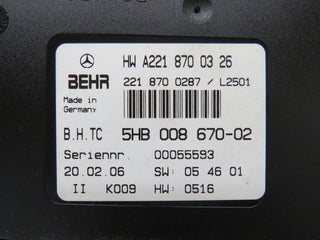 HW A221 870 03 26
BEHR 221 870 0287 / L2501
Made in
Germany
B.H.TC 5HB 008 670-02
Seriennr. 00055593
20.02.06 SW: 05 46 01
II K009 HW: 0516